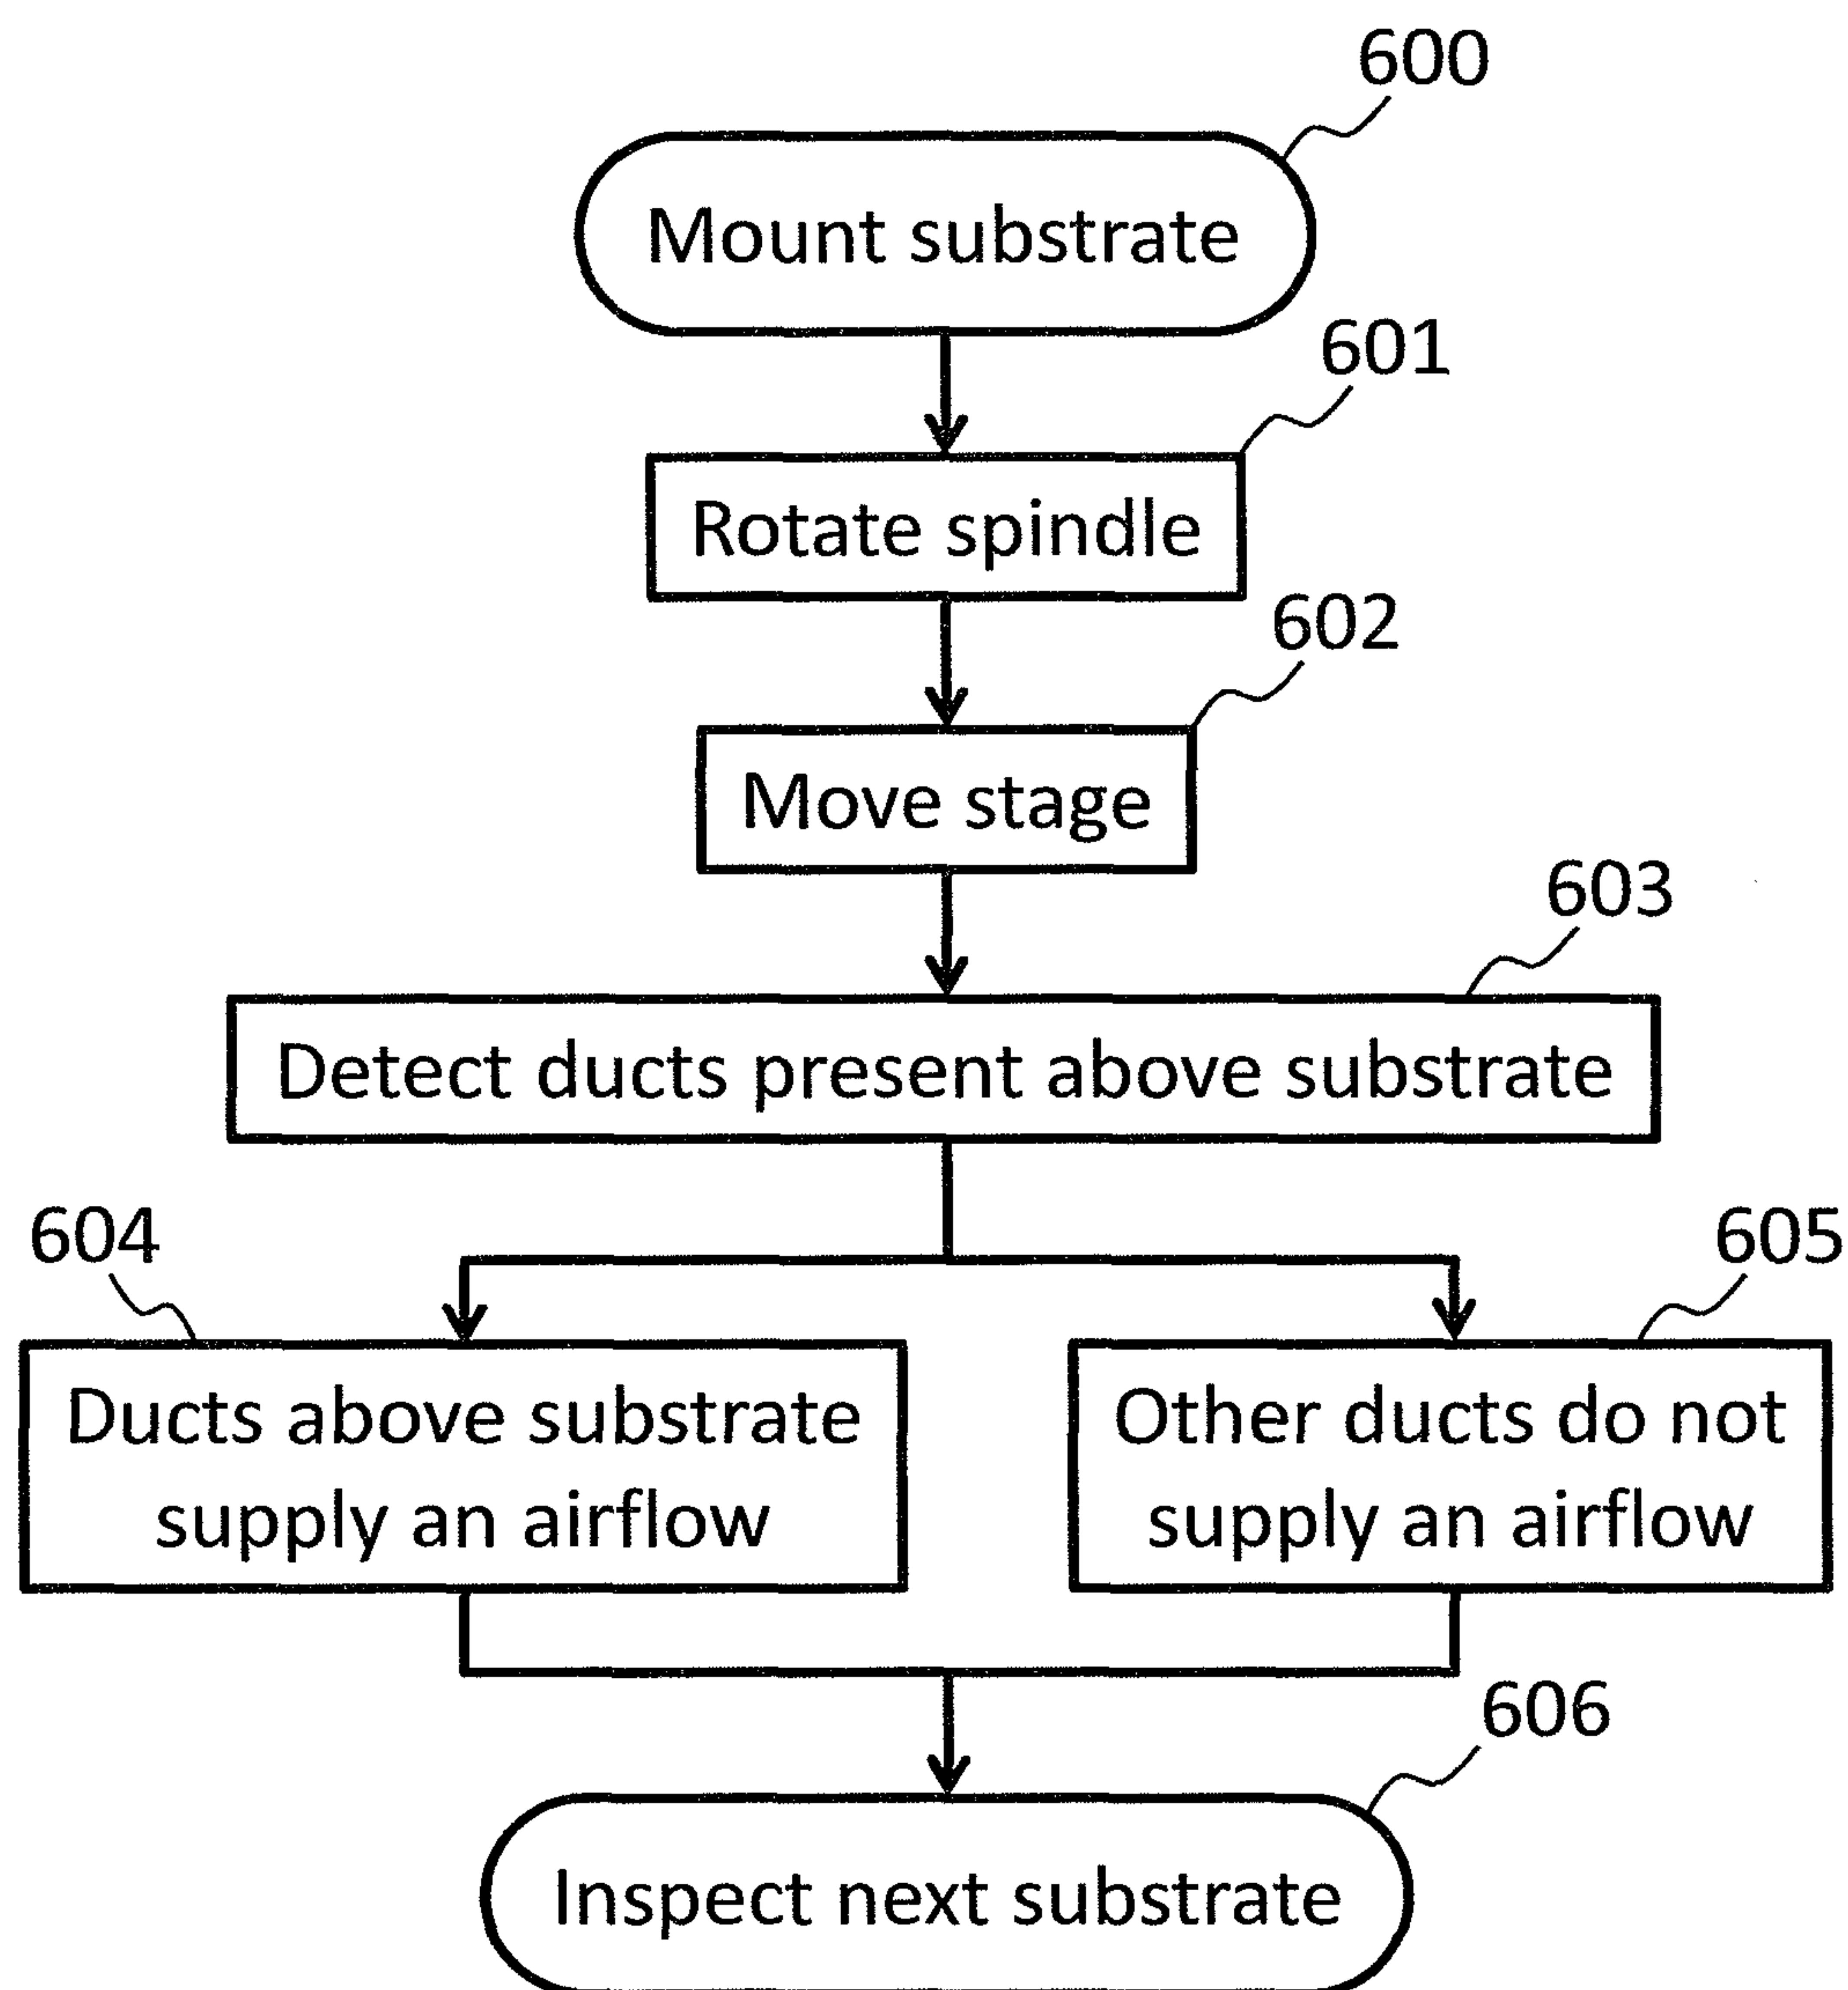 600
Mount substrate
601
Rotate spindle
602
Move stage
603
Detect ducts present above substrate
604
605
Ducts above substrate
supply an airflow
Other ducts do not
supply an airflow
606
Inspect next substrate